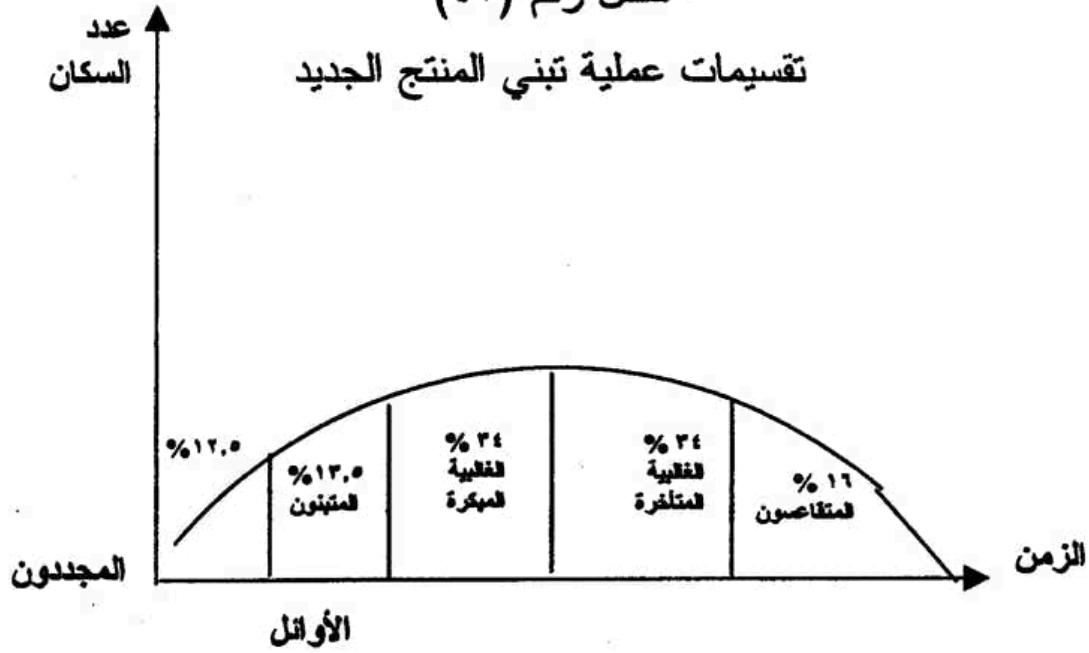 عدد
السكان
تقسيمات عملية تبني المنتج الجديد
%١٢,٥
%١٣,٥
المتبنون
% ٣٤
الغالبية
المبكرة
% ٣٤
الغالبية
المتأخرة
% ١٦
المتقاعسون
المجددون
الزمن
الأوائل